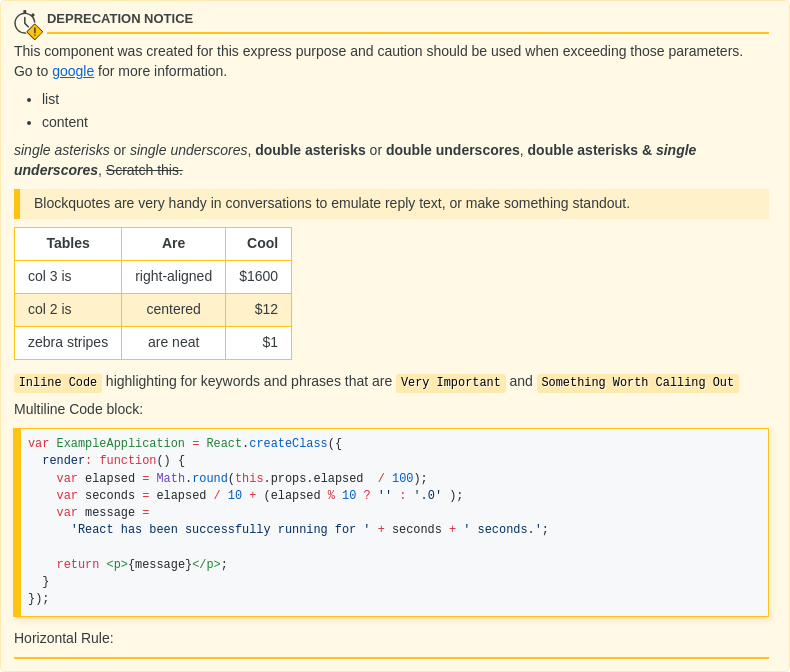 DEPRECATION NOTICE
This component was created for this express purpose and caution should be used when exceeding those parameters.
Go to google for more information.
• list
• content
single asterisks or single underscores, double asterisks or double underscores, double asterisks & single
underscores, Scratch this.
Blockquotes are very handy in conversations to emulate reply text, or make something standout.
Tables Are Cool
col 3 is right-aligned $1600
col 2 is centered $12
zebra stripes are neat $1
Inline Code highlighting for keywords and phrases that are Very Important and Something Worth Calling Out
Multiline Code block:
var ExampleApplication = React.createClass({
  render: function() {
    var elapsed = Math.round(this.props.elapsed  / 100);
    var seconds = elapsed / 10 + (elapsed % 10 ? '' : '.0' );
    var message =
      'React has been successfully running for ' + seconds + ' seconds.';

    return <p>{message}</p>;
  }
});
Horizontal Rule: